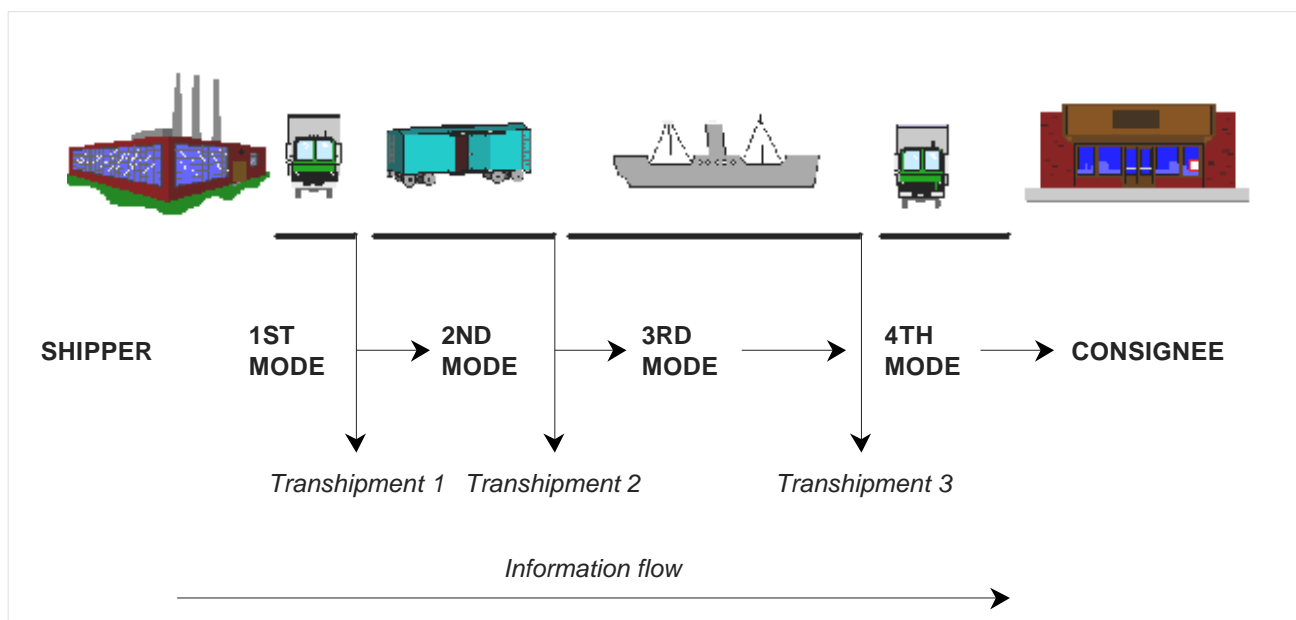 SHIPPER
1ST
MODE
2ND
MODE
3RD
MODE
4TH
MODE
CONSIGNEE
Transhipment 1
Transhipment 2
Transhipment 3
Information flow